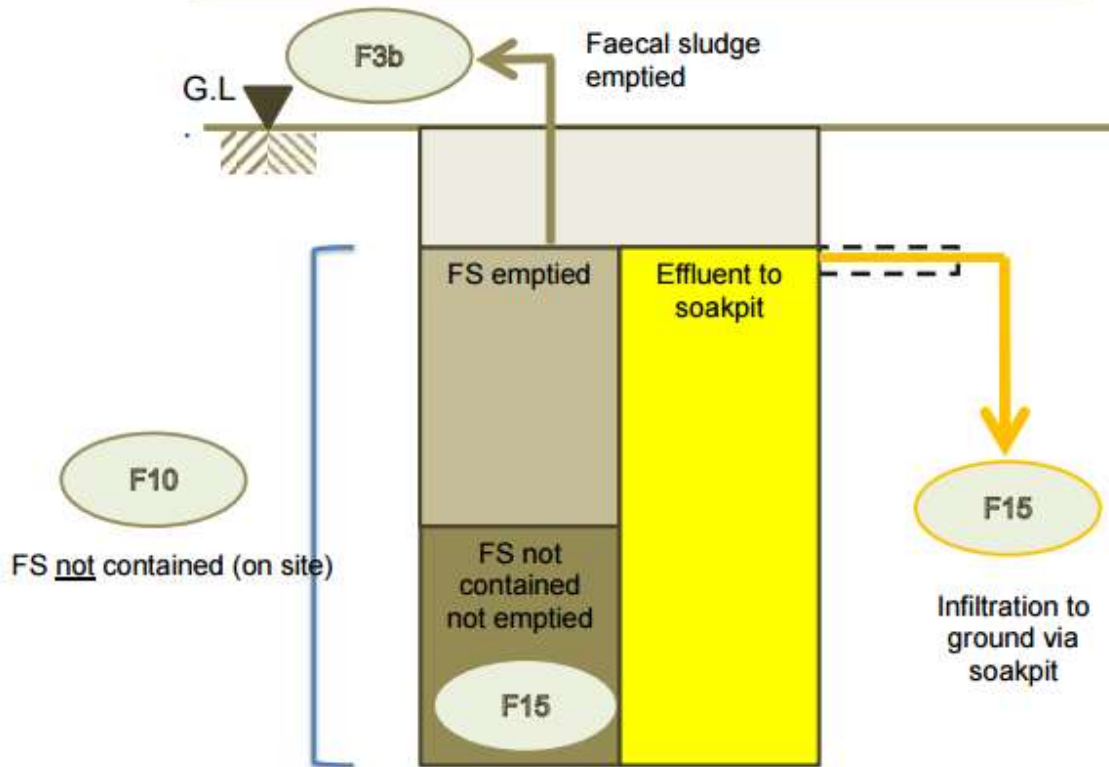 F3b
Faecal sludge
emptied
G.L
FS emptied
Effluent to
soakpit
F10
FS not contained (on site)
FS not
contained
not emptied
F15
F15
Infiltration to
ground via
soakpit